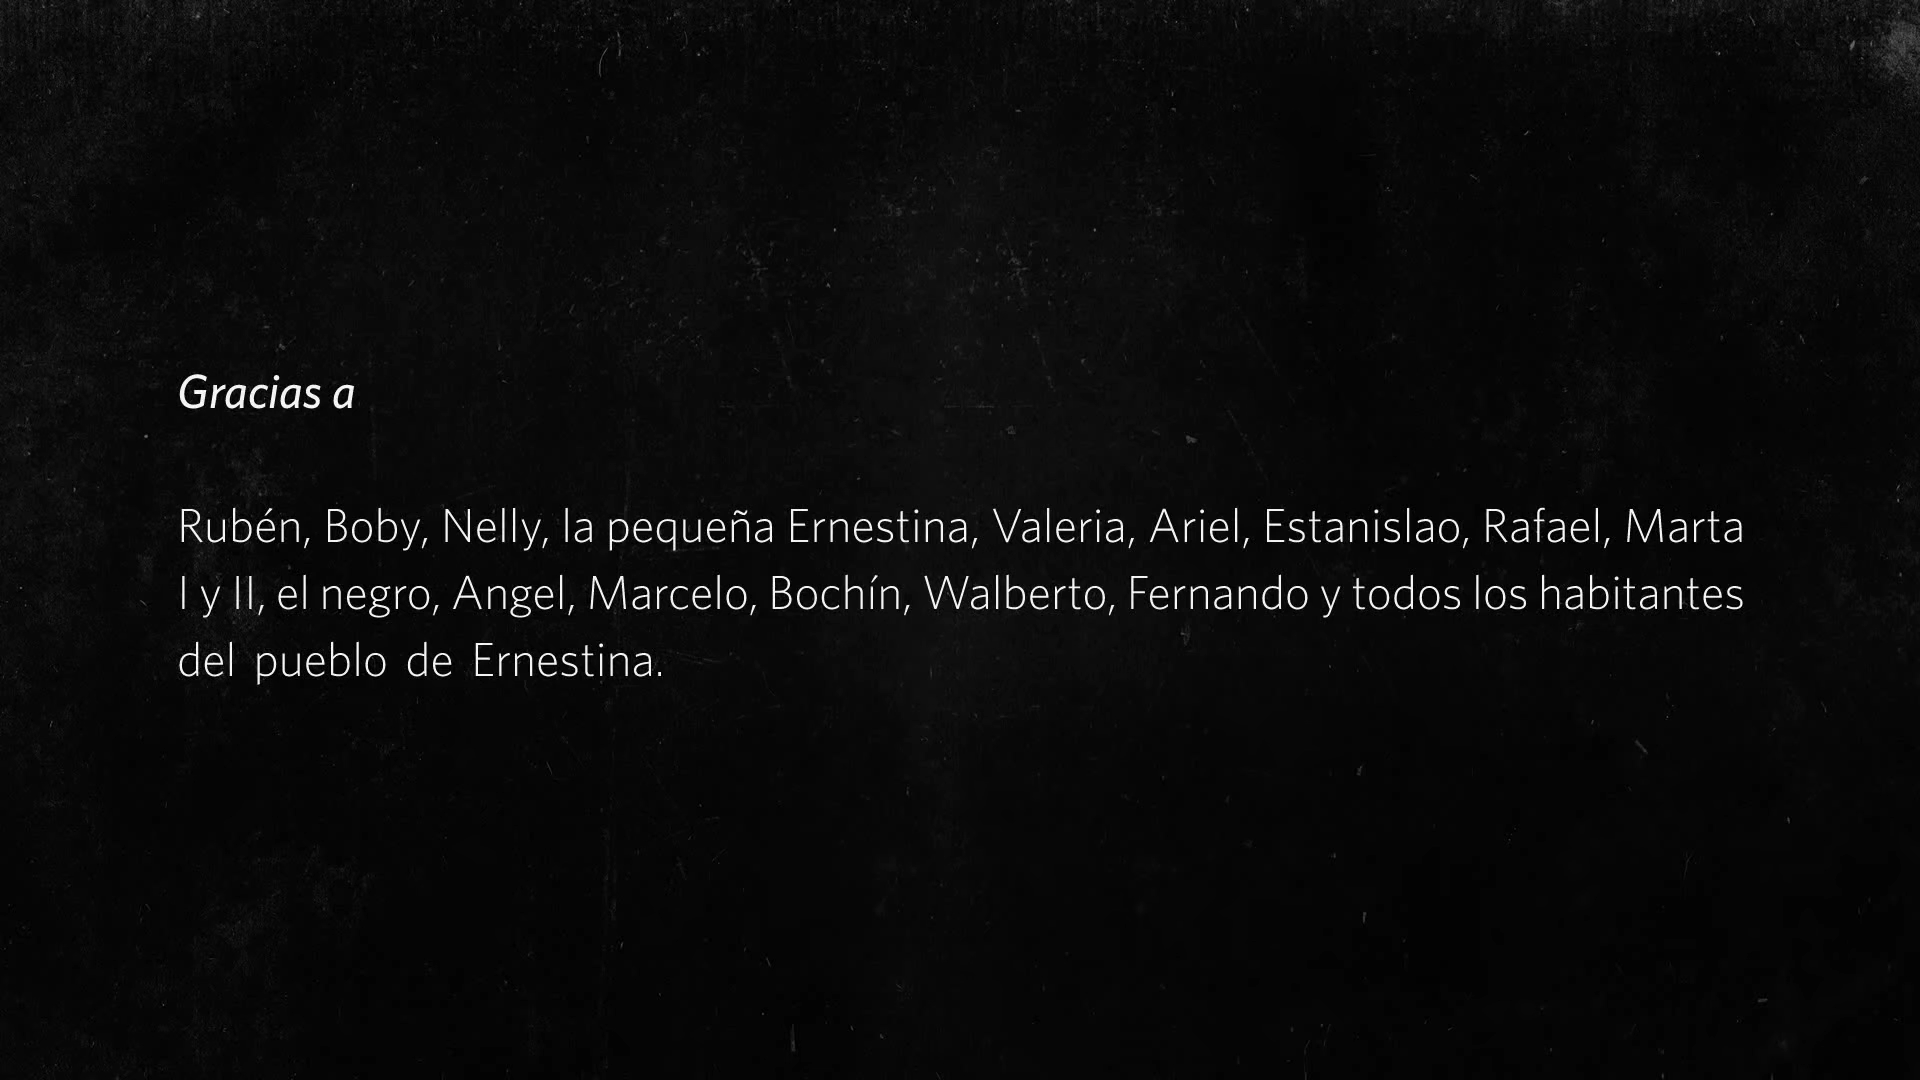 Gracias a
Rubén, Boby, Nelly, la pequeña Ernestina, Valeria, Ariel, Estanislao, Rafael, Marta
I y II, el negro, Angel, Marcelo, Bochín, Walberto, Fernando y todos los habitantes
del pueblo de Ernestina.